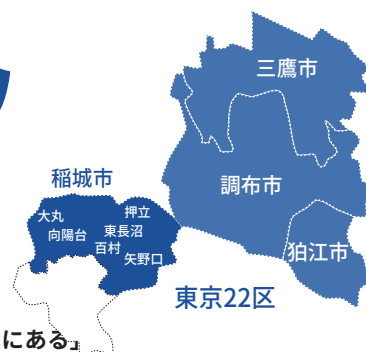 三鷹市
稲城市
調布市
大丸
押立
向陽台
東長沼
百村
矢野口
狛江市
東京22区
にある」